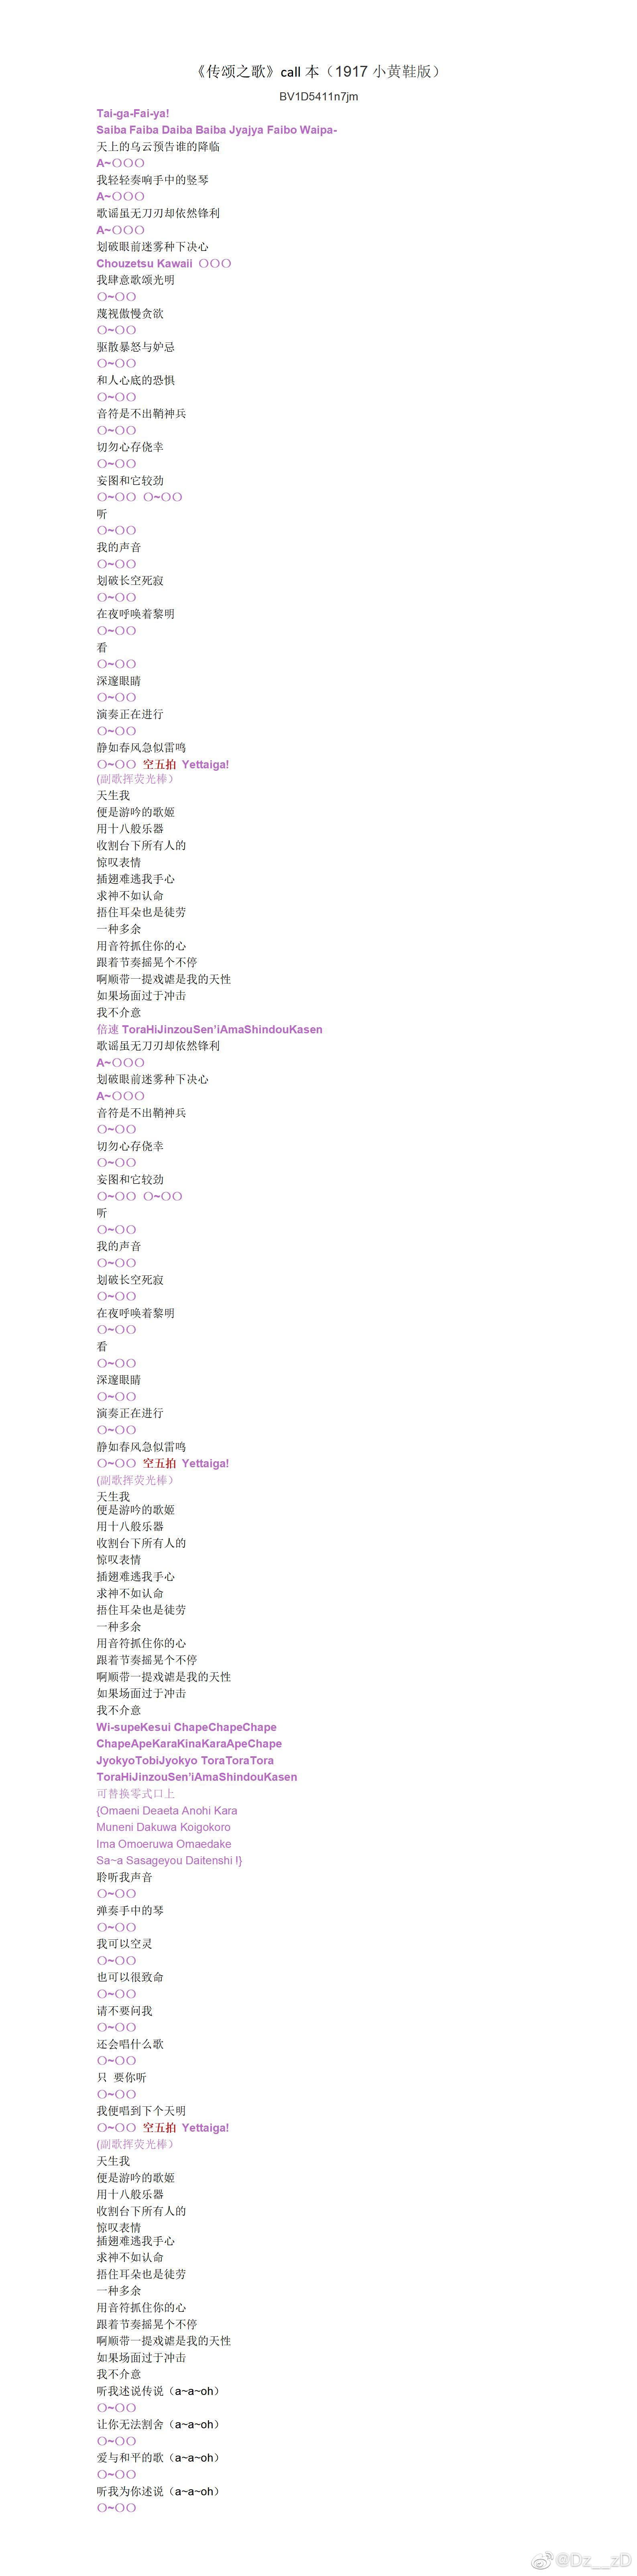 《传颂之歌》call 本（1917 小黄鞋版）
BV1D5411n7jm
Tai-ga-Fai-ya!
Saiba Faiba Daiba Baiba Jyajya Faibo Waipa-
天上的乌云预告谁的降临
A~〇〇〇
我轻轻奏响手中的竖琴
A~〇〇〇
歌谣虽无刀刃却依然锋利
A~〇〇〇
划破眼前迷雾种下决心
Chouzetsu Kawaii 〇〇〇
我肆意歌颂光明
〇~〇〇
蔑视傲慢贪欲
〇~〇〇
驱散暴怒与妒忌
〇~〇〇
和人心底的恐惧
〇~〇〇
音符是不出鞘神兵
〇~〇〇
切勿心存侥幸
〇~〇〇
妄图和它较劲
〇~〇〇 〇~〇〇
听
〇~〇〇
我的声音
〇~〇〇
划破长空死寂
〇~〇〇
在夜呼唤着黎明
〇~〇〇
看
〇~〇〇
深邃眼睛
〇~〇〇
演奏正在进行
〇~〇〇
静如春风急似雷鸣
〇~〇〇 空五拍 Yettaiga!
(副歌挥荧光棒）
天生我
便是游吟的歌姬
用十八般乐器
收割台下所有人的
惊叹表情
插翅难逃我手心
求神不如认命
捂住耳朵也是徒劳
一种多余
用音符抓住你的心
跟着节奏摇晃个不停
啊顺带一提戏谑是我的天性
如果场面过于冲击
我不介意
倍速 ToraHiJinzouSen'iAmaShindouKasen
歌谣虽无刀刃却依然锋利
A~〇〇〇
划破眼前迷雾种下决心
A~〇〇〇
音符是不出鞘神兵
〇~〇〇
切勿心存侥幸
〇~〇〇
妄图和它较劲
〇~〇〇 〇~〇〇
听
〇~〇〇
我的声音
〇~〇〇
划破长空死寂
〇~〇〇
在夜呼唤着黎明
〇~〇〇
看
〇~〇〇
深邃眼睛
〇~〇〇
演奏正在进行
〇~〇〇
静如春风急似雷鸣
〇~〇〇 空五拍 Yettaiga!
(副歌挥荧光棒）
天生我
便是游吟的歌姬
用十八般乐器
收割台下所有人的
惊叹表情
插翅难逃我手心
求神不如认命
捂住耳朵也是徒劳
一种多余
用音符抓住你的心
跟着节奏摇晃个不停
啊顺带一提戏谑是我的天性
如果场面过于冲击
我不介意
Wi-supeKesui ChapeChapeChape
ChapeApeKaraKinaKaraApeChape
JyokyoTobiJyokyo ToraToraTora
ToraHiJinzouSen'iAmaShindouKasen
可替换零式口上
{Omaeni Deaeta Anohi Kara
Muneni Dakuwa Koigokoro
Ima Omoeruwa Omaedake
Sa~a Sasageyou Daitenshi !}
聆听我声音
〇~〇〇
弹奏手中的琴
〇~〇〇
我可以空灵
〇~〇〇
也可以很致命
〇~〇〇
请不要问我
〇~〇〇
还会唱什么歌
〇~〇〇
只 要你听
〇~〇〇
我便唱到下个天明
〇~〇〇 空五拍 Yettaiga!
(副歌挥荧光棒）
天生我
便是游吟的歌姬
用十八般乐器
收割台下所有人的
惊叹表情
插翅难逃我手心
求神不如认命
捂住耳朵也是徒劳
一种多余
用音符抓住你的心
跟着节奏摇晃个不停
啊顺带一提戏谑是我的天性
如果场面过于冲击
我不介意
听我述说传说（a~a~oh）
〇~〇〇
让你无法割舍（a~a~oh）
〇~〇〇
爱与和平的歌（a~a~oh）
〇~〇〇
听我为你述说（a~a~oh）
〇~〇〇
@Dz__zD